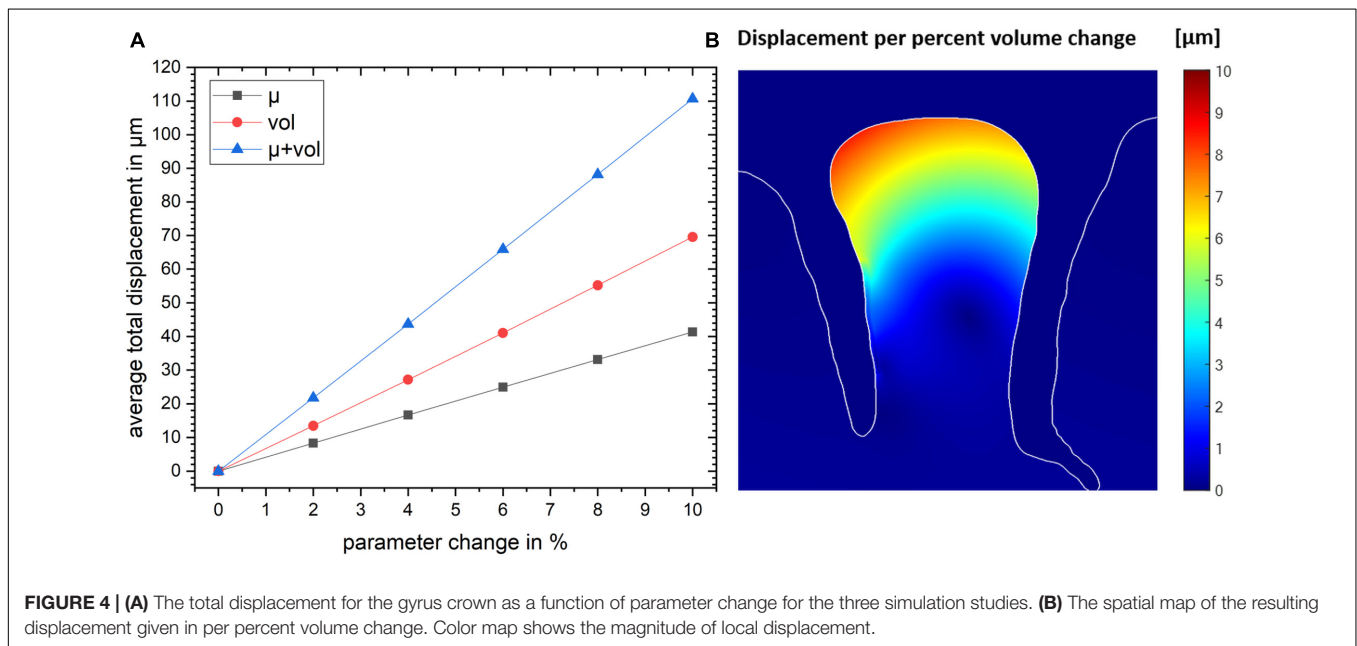 A
B Displacement per percent volume change [µm]
µ
vol
µ+vol
average total displacement in µm
120
110
100
90
80
70
60
50
40
30
20
10
0
0 1 2 3 4 5 6 7 8 9 10
parameter change in %
10
9
8
7
6
5
4
3
2
1
0
FIGURE 4 | (A) The total displacement for the gyrus crown as a function of parameter change for the three simulation studies. (B) The spatial map of the resulting
displacement given in per percent volume change. Color map shows the magnitude of local displacement.